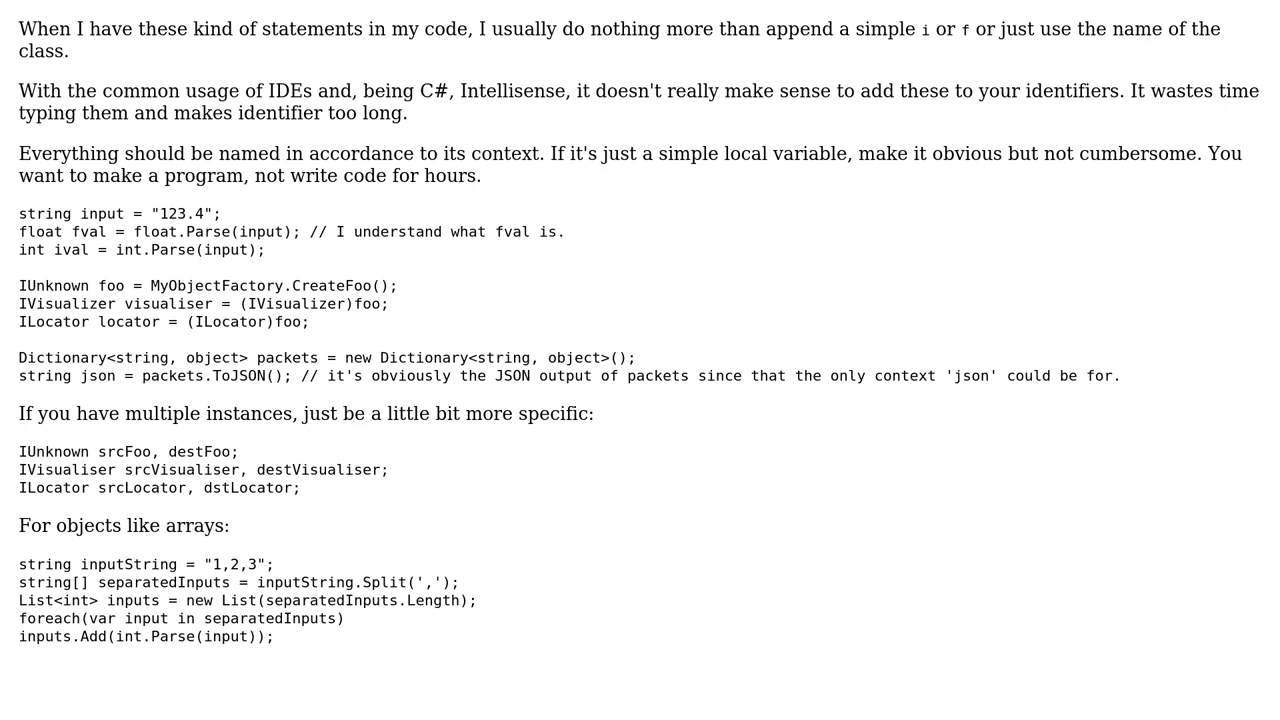 When I have these kind of statements in my code, I usually do nothing more than append a simple i or f or just use the name of the
class.
With the common usage of IDEs and, being C#, Intellisense, it doesn't really make sense to add these to your identifiers. It wastes time
typing them and makes identifier too long.
Everything should be named in accordance to its context. If it's just a simple local variable, make it obvious but not cumbersome. You
want to make a program, not write code for hours.
string input = "123.4";
float fval = float.Parse(input); // I understand what fval is.
int ival = int.Parse(input);
IUnknown foo = MyObjectFactory.CreateFoo();
IVisualizer visualiser = (IVisualizer)foo;
ILocator locator = (ILocator)foo;
Dictionary<string, object> packets = new Dictionary<string, object>();
string json = packets.ToJSON(); // it's obviously the JSON output of packets since that the only context 'json' could be for.
If you have multiple instances, just be a little bit more specific:
IUnknown srcFoo, destFoo;
IVisualiser srcVisualiser, destVisualiser;
ILocator srcLocator, dstLocator;
For objects like arrays:
string inputString = "1,2,3";
string[] separatedInputs = inputString.Split(',');
List<int> inputs = new List(separatedInputs.Length);
foreach(var input in separatedInputs)
inputs.Add(int.Parse(input));